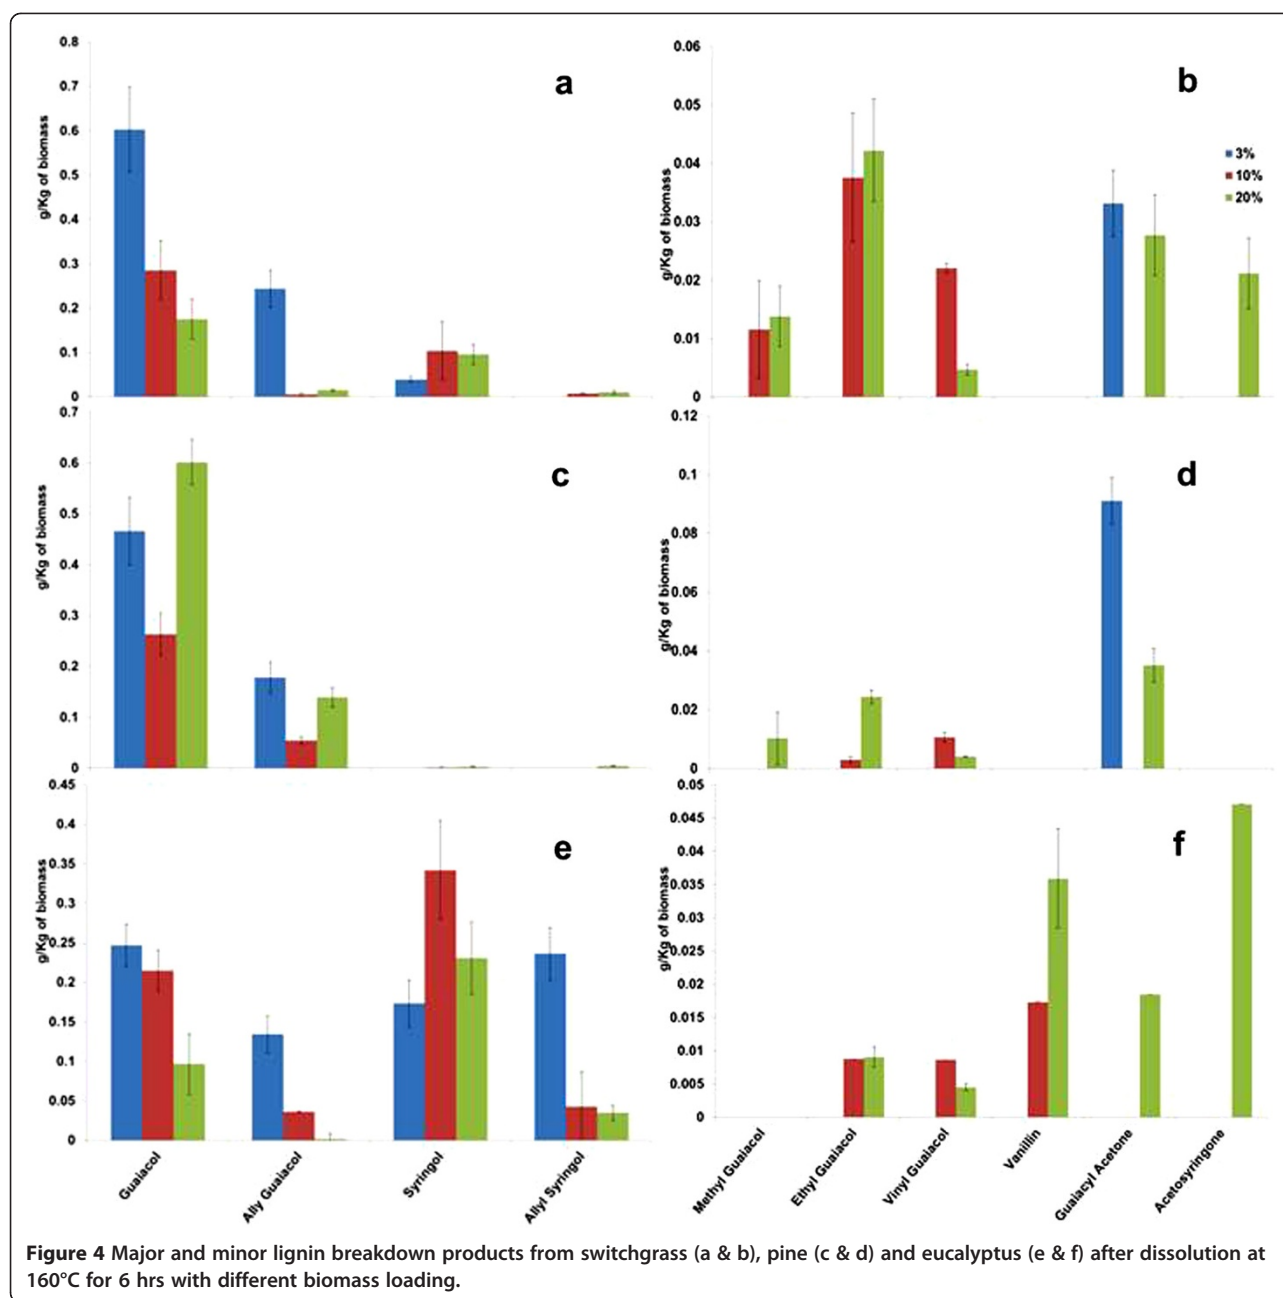 a
0.8
0.7
0.6
0.5
0.4
0.3
0.2
0.1
0
g/Kg of biomass
b
0.06
0.05
0.04
0.03
0.02
0.01
0
g/Kg of biomass
3%
10%
20%
c
0.7
0.6
0.5
0.4
0.3
0.2
0.1
0
g/Kg of biomass
d
0.12
0.1
0.08
0.06
0.04
0.02
0
g/Kg of biomass
e
0.45
0.4
0.35
0.3
0.25
0.2
0.15
0.1
0.05
0
g/Kg of biomass
Guaiacol
Ally Guaiacol
Syringol
Allyl Syringol
f
0.05
0.045
0.04
0.035
0.03
0.025
0.02
0.015
0.01
0.005
0
g/Kg of biomass
Methyl Guaiacol
Ethyl Guaiacol
Vinyl Guaiacol
Vanillin
Guaiacyl Acetone
Acetosyringone
Figure 4 Major and minor lignin breakdown products from switchgrass (a & b), pine (c & d) and eucalyptus (e & f) after dissolution at
160°C for 6 hrs with different biomass loading.